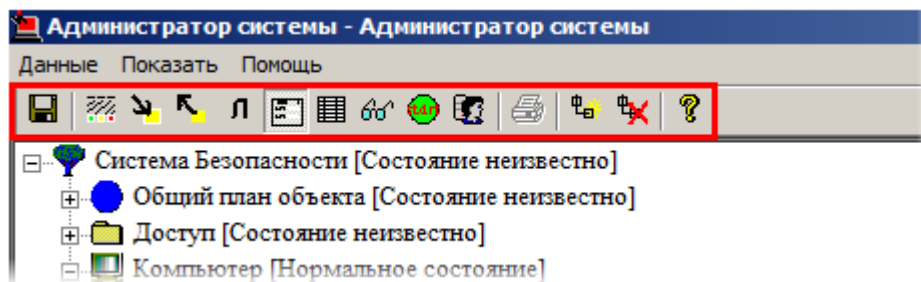 Администратор системы - Администратор системы
Данные Показать Помощь
Л
Система Безопасности [Состояние неизвестно]
Общий план объекта [Состояние неизвестно]
Доступ [Состояние неизвестно]
Компьютер [Нормальное состояние]